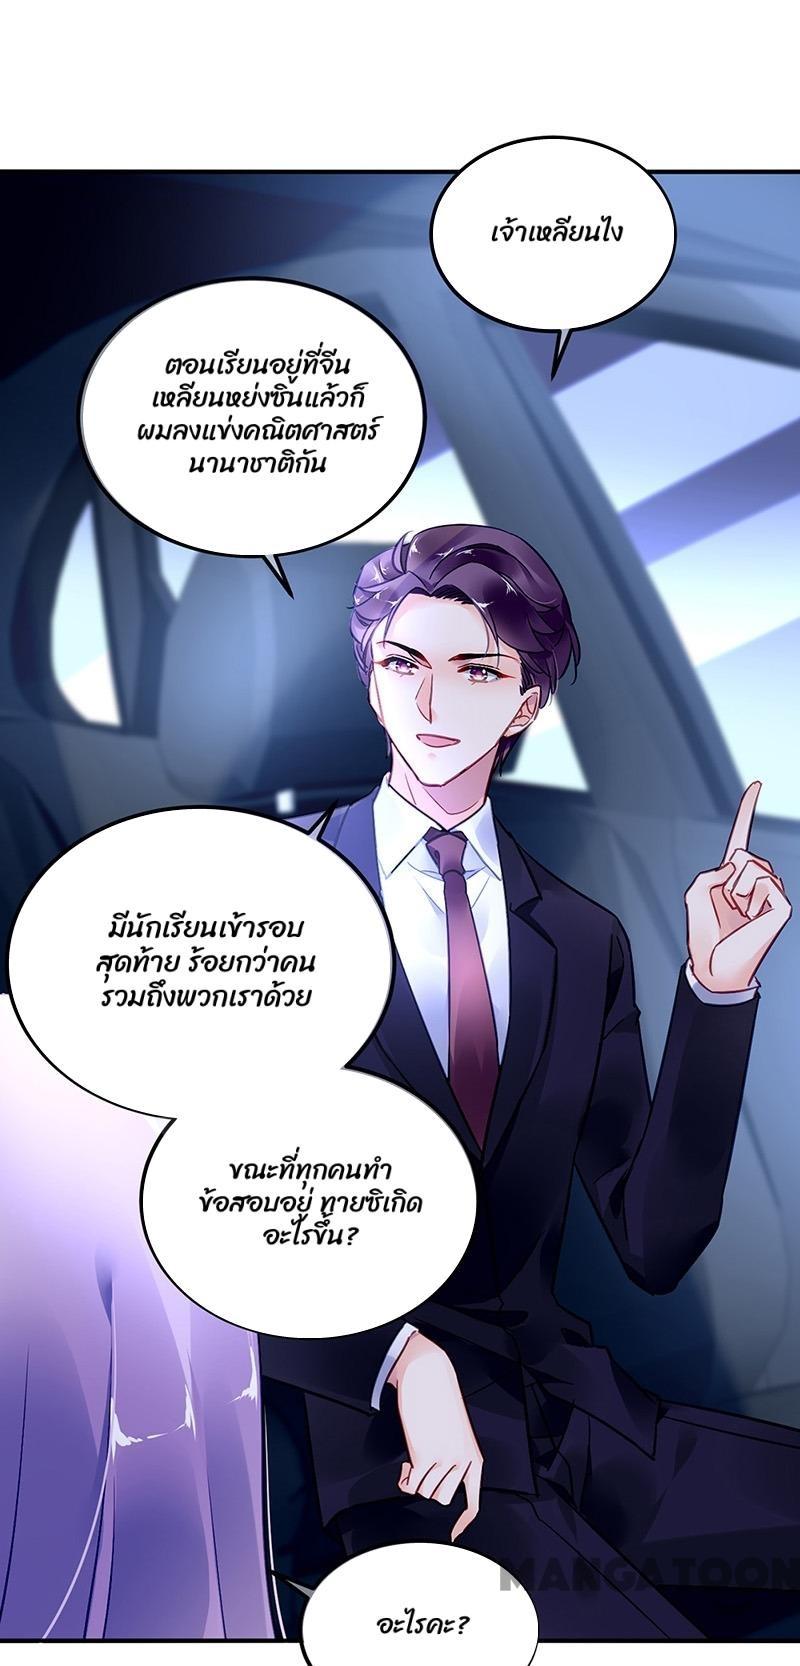 เจ้าเหลียนไง
ตอนเรียนอยู่ที่จีน
เหลียนหย่งซินแล้วก็
ผมลงแข่งคณิตศาสตร์
นานาชาติกัน
มีนักเรียนเข้ารอบ
สุดท้าย ร้อยกว่าคน
รวมถึงพวกเราด้วย
ขณะที่ทุกคนทำ
ข้อสอบอยู่ ทายซิเกิด
อะไรขึ้น?
MANGATOON
อะไรคะ?